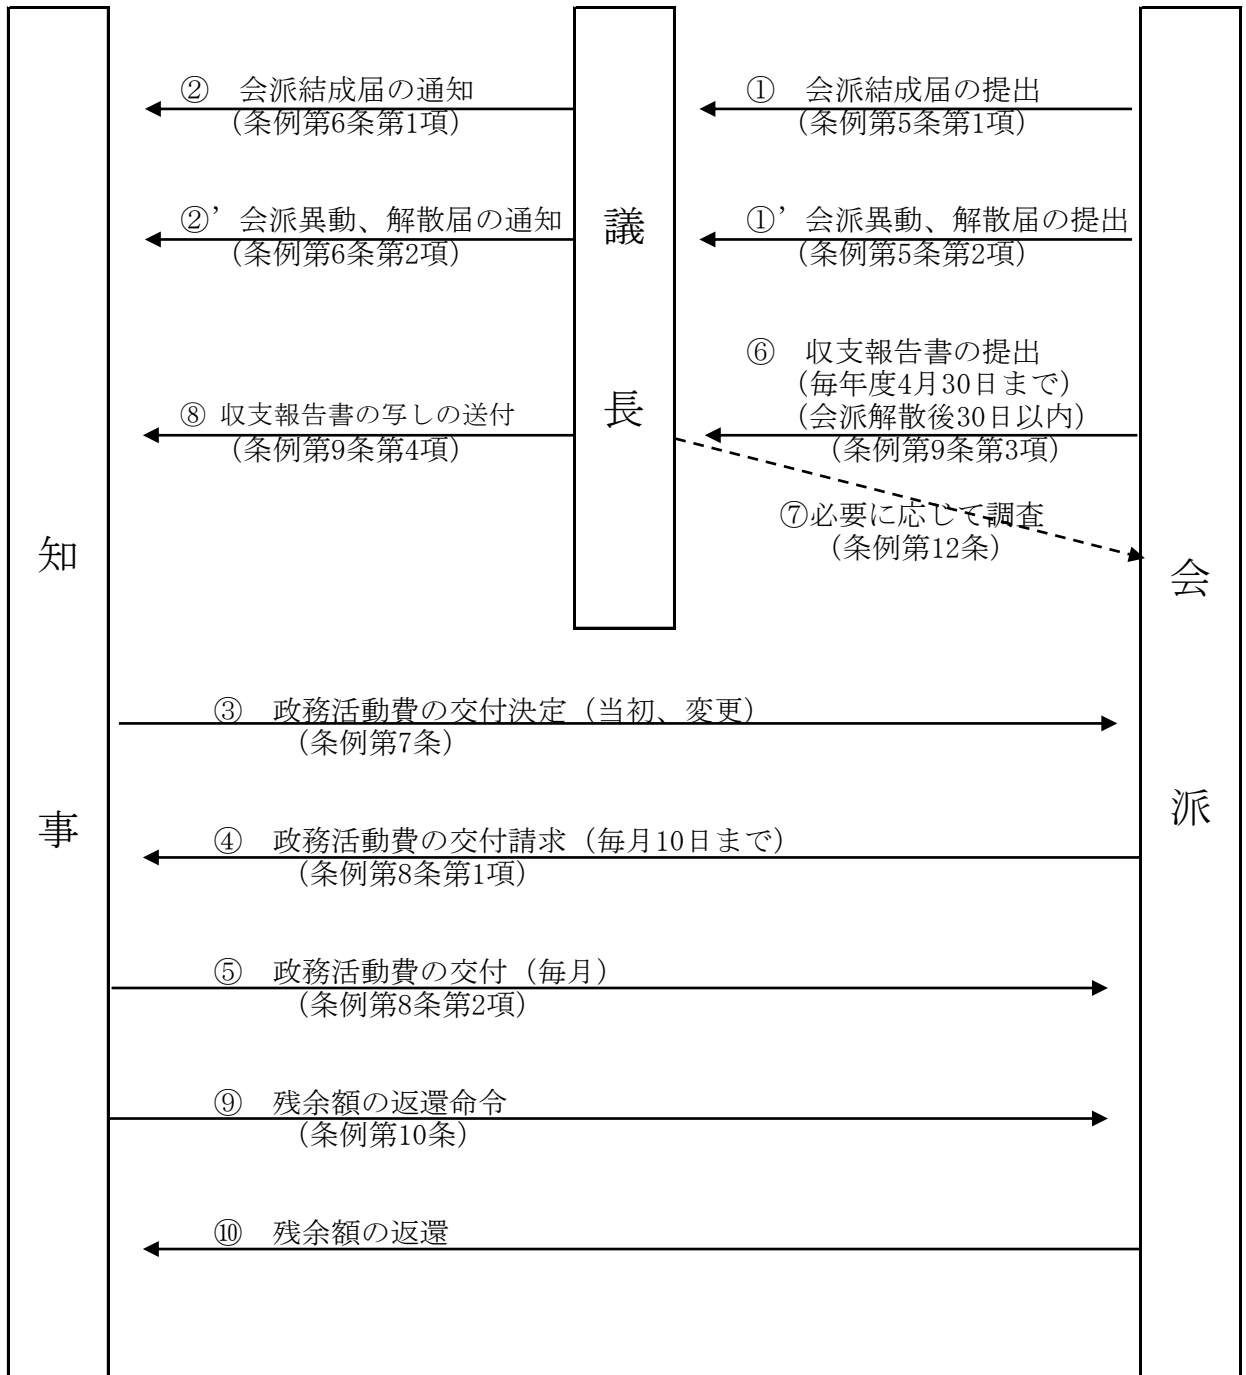 ②　会派結成届の通知
（条例第6条第1項）
①　会派結成届の提出
（条例第5条第1項）
②’会派異動、解散届の通知
（条例第6条第2項）
①’会派異動、解散届の提出
（条例第5条第2項）
議長
⑥　収支報告書の提出
（毎年度4月30日まで）
（会派解散後30日以内）
（条例第9条第3項）
⑧ 収支報告書の写しの送付
（条例第9条第4項）
⑦必要に応じて調査
（条例第12条）
知事
会派
③　政務活動費の交付決定（当初、変更）
（条例第7条）
④　政務活動費の交付請求（毎月10日まで）
（条例第8条第1項）
⑤　政務活動費の交付（毎月）
（条例第8条第2項）
⑨　残余額の返還命令
（条例第10条）
⑩　残余額の返還